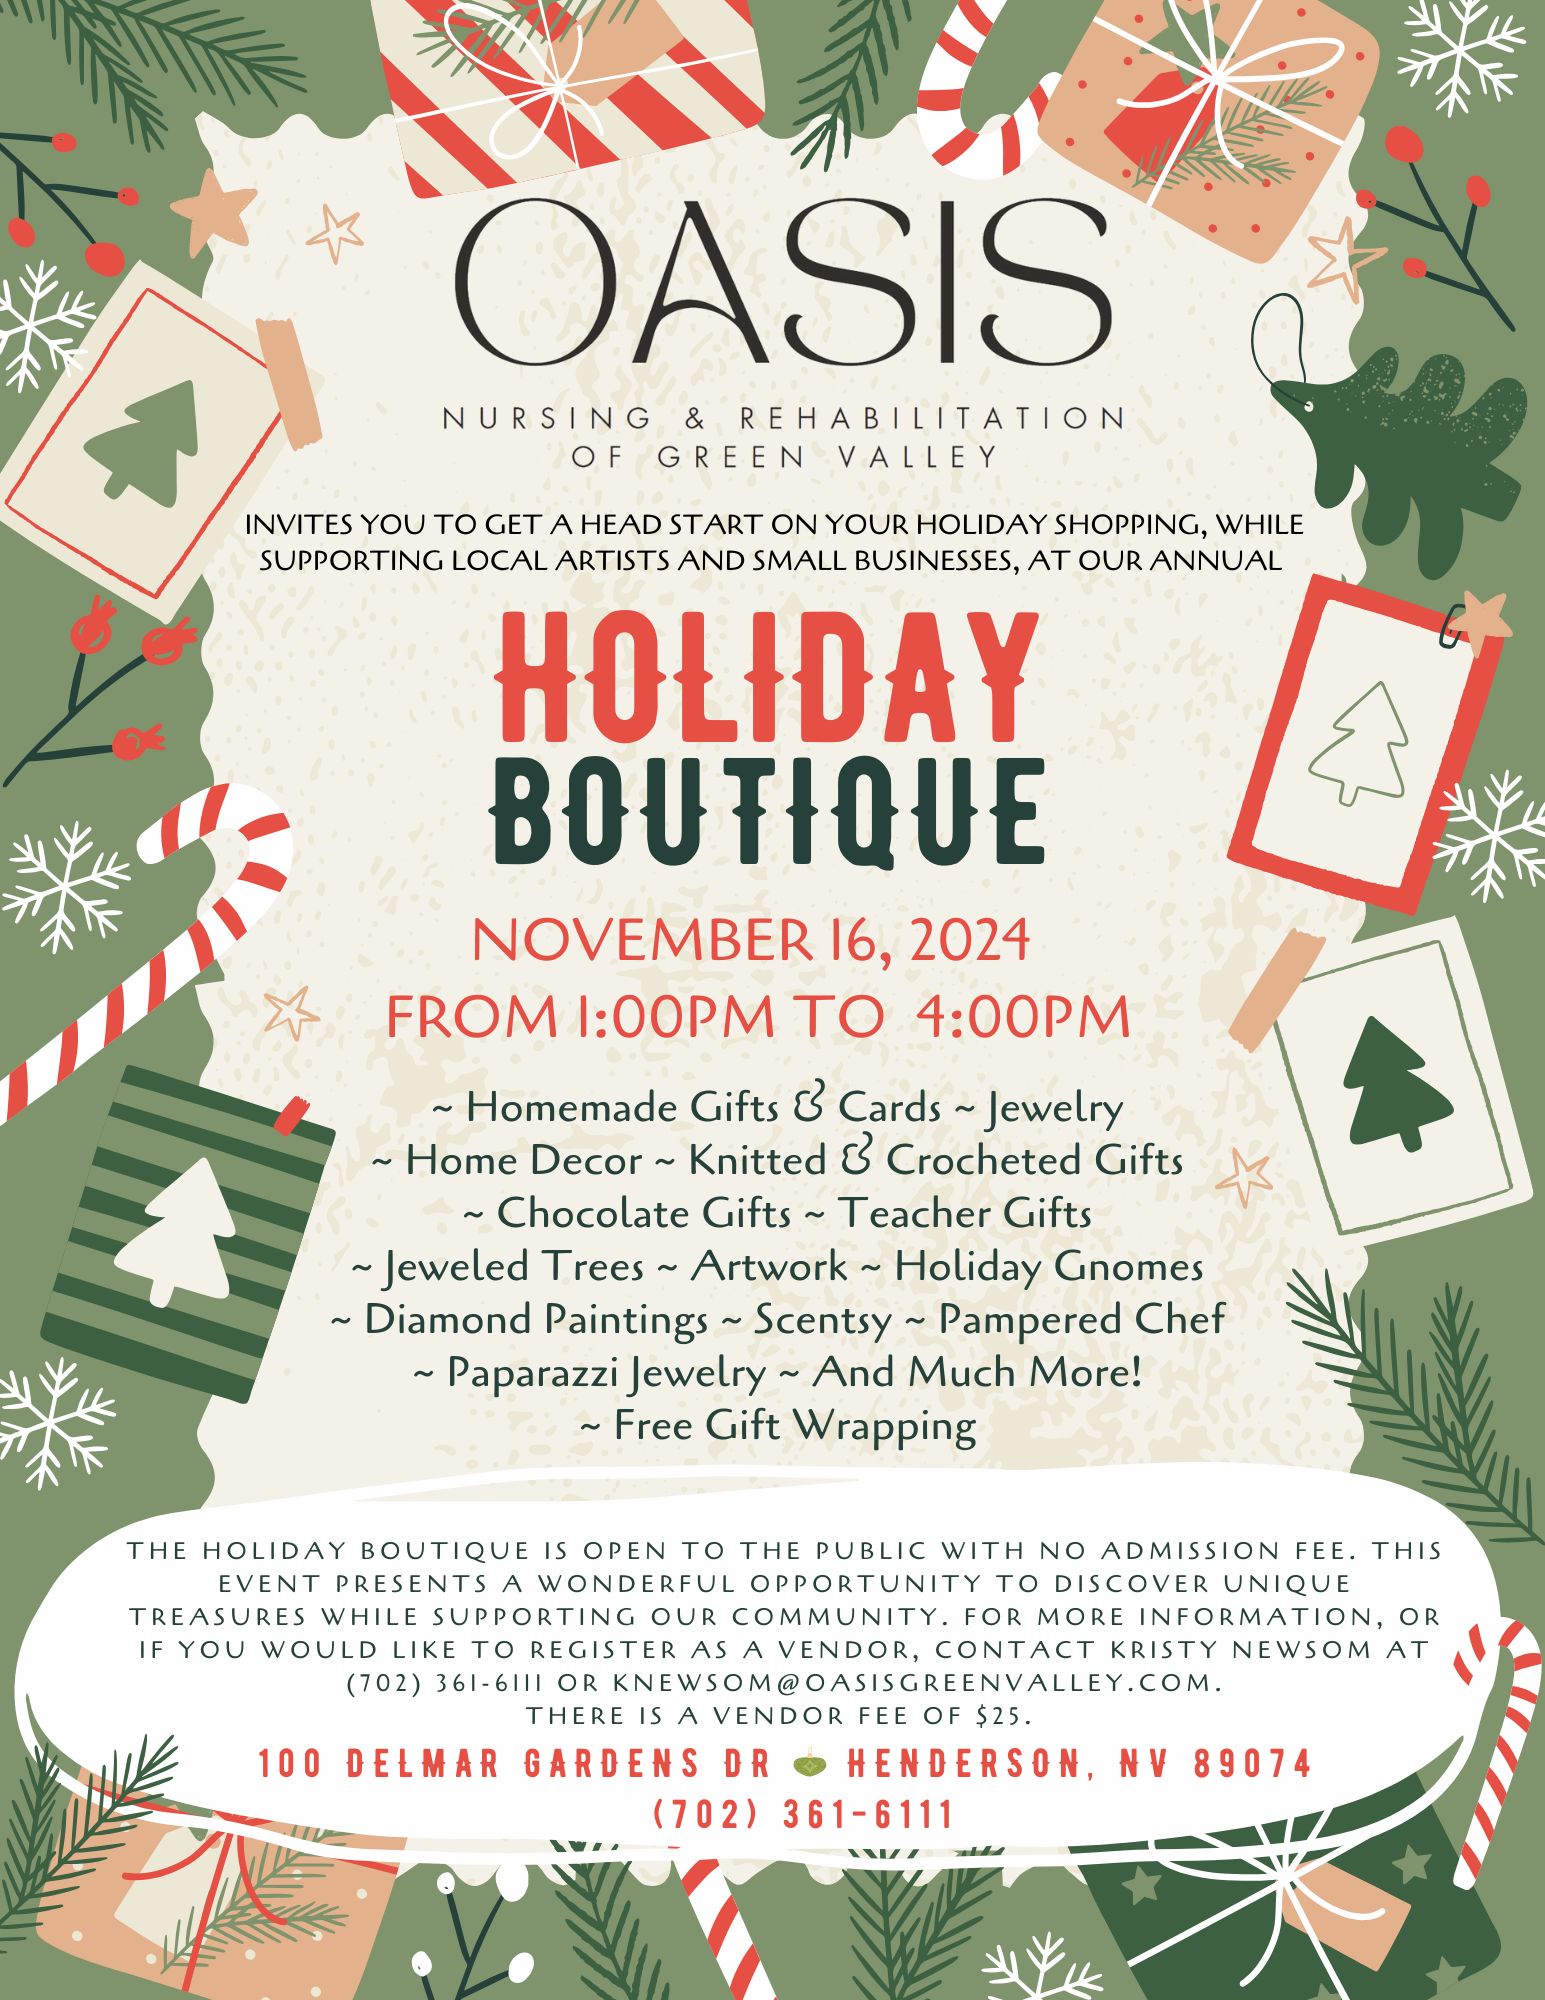 OASIS
NURSING & REHABILITATION
OF GREEN VALLEY
INVITES YOU TO GET A HEAD START ON YOUR HOLIDAY SHOPPING, WHILE
SUPPORTING LOCAL ARTISTS AND SMALL BUSINESSES, AT OUR ANNUAL
HOLIDAY
BOUTIQUE
NOVEMBER 16, 2024
FROM 1:00PM TO 4:00PM
~ Homemade Gifts & Cards ~ Jewelry
~ Home Decor ~ Knitted & Crocheted Gifts
~ Chocolate Gifts ~ Teacher Gifts
~ Jeweled Trees ~ Artwork ~ Holiday Gnomes
~ Diamond Paintings ~ Scentsy ~ Pampered Chef
~ Paparazzi Jewelry ~ And Much More!
~ Free Gift Wrapping
THE HOLIDAY BOUTIQUE IS OPEN TO THE PUBLIC WITH NO ADMISSION FEE. THIS
EVENT PRESENTS A WONDERFUL OPPORTUNITY TO DISCOVER UNIQUE
TREASURES WHILE SUPPORTING OUR COMMUNITY. FOR MORE INFORMATION, OR
IF YOU WOULD LIKE TO REGISTER AS A VENDOR, CONTACT KRISTY NEWSOM AT
(702) 361-6111 OR KNEWSOM@OASISGREENVALLEY.COM.
THERE IS A VENDOR FEE OF $25.
100 DELMAR GARDENS DR HENDERSON, NV 89074
(702) 361-6111